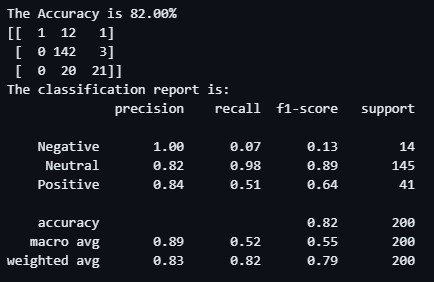 The Accuracy is 82.00%
[[  1  12   1]
 [  0 142   3]
 [  0  20  21]]
The classification report is:
              precision    recall  f1-score   support

    Negative       1.00      0.07      0.13        14
     Neutral       0.82      0.98      0.89       145
    Positive       0.84      0.51      0.64        41

    accuracy                           0.82       200
   macro avg       0.89      0.52      0.55       200
weighted avg       0.83      0.82      0.79       200